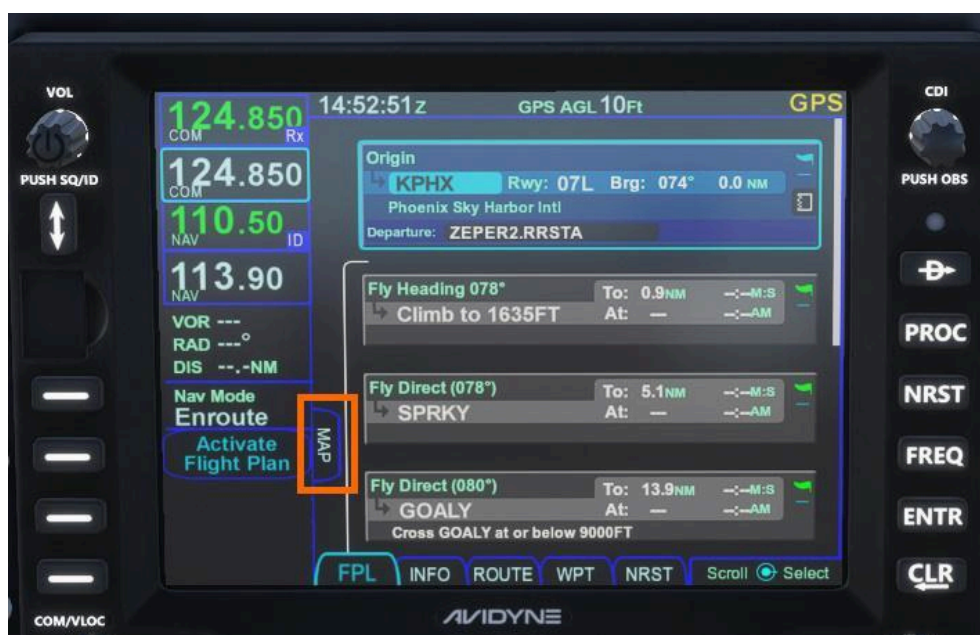 VOL
CDI
PUSH SQ/ID
PUSH OBS
124.850
COM Rx
124.850
COM
110.50
NAV ID
113.90
NAV
VOR ---
RAD ---°
DIS --.-NM
Nav Mode
Enroute
Activate
Flight Plan
MAP
14:52:51Z GPS AGL 10Ft GPS
Origin
KPHX Rwy: 07L Brg: 074° 0.0 NM
Phoenix Sky Harbor Intl
Departure: ZEPER2.RRSTA
Fly Heading 078° To: 0.9NM --:--M:S
Climb to 1635FT At: — --:--AM
Fly Direct (078°) To: 5.1NM --:--M:S
SPRKY At: — --:--AM
Fly Direct (080°) To: 13.9NM --:--M:S
GOALY At: — --:--AM
Cross GOALY at or below 9000FT
FPL INFO ROUTE WPT NRST Scroll Select
D
PROC
NRST
FREQ
ENTR
CLR
COM/VLOC
AVIDYNE